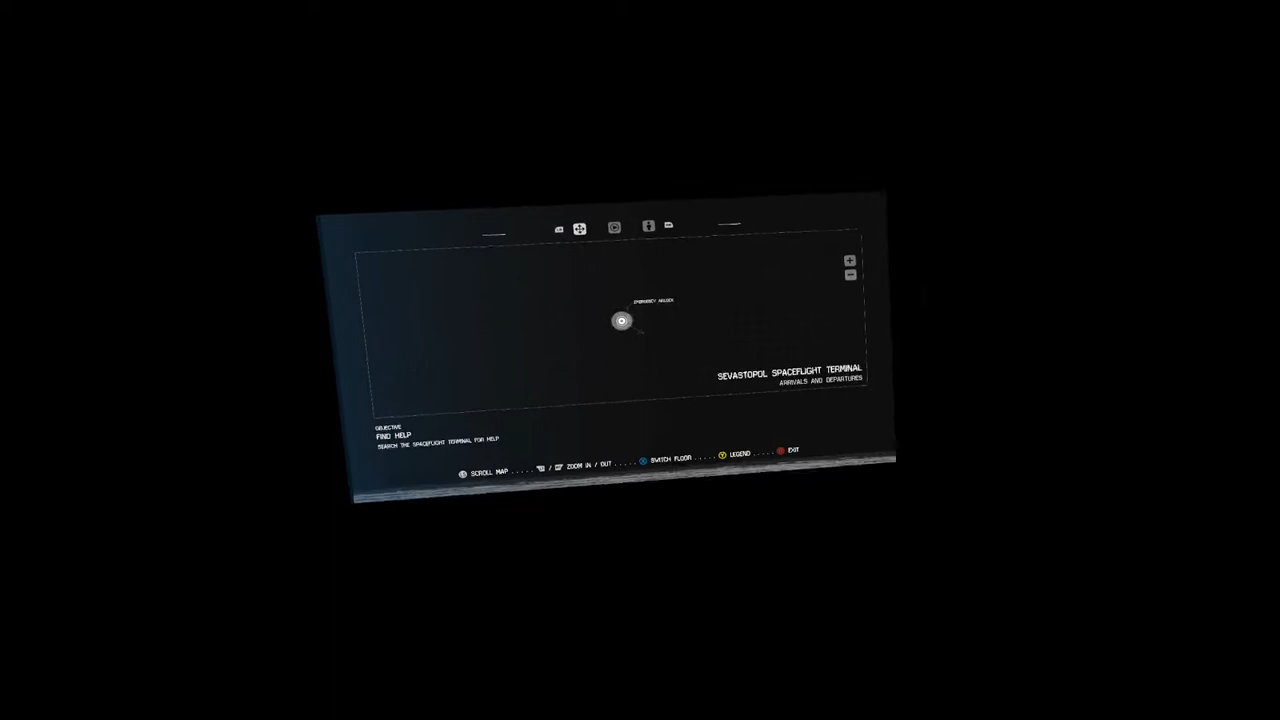 EMERGENCY AIRLOCK
SEVASTOPOL SPACEFLIGHT TERMINAL
ARRIVALS AND DEPARTURES
OBJECTIVE
FIND HELP
SEARCH THE SPACEFLIGHT TERMINAL FOR HELP
SCROLL MAP ..... / ZOOM IN / OUT ..... X SWITCH FLOOR ..... Y LEGEND ..... EXIT